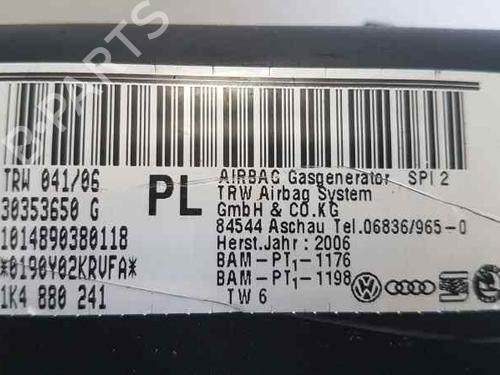 B-PARTS
TRW 041/06
30353650 G
1014890380118
*0190Y02KRVFA*
1K4 880 241
PL
AIRBAG Gasgenerator SPI 2
TRW Airbag System
GmbH & CO.KG
84544 Aschau Tel.06836/965-0
Herst.Jahr: 2006
BAM-PT1-1176
BAM-PT1-1198
TW 6